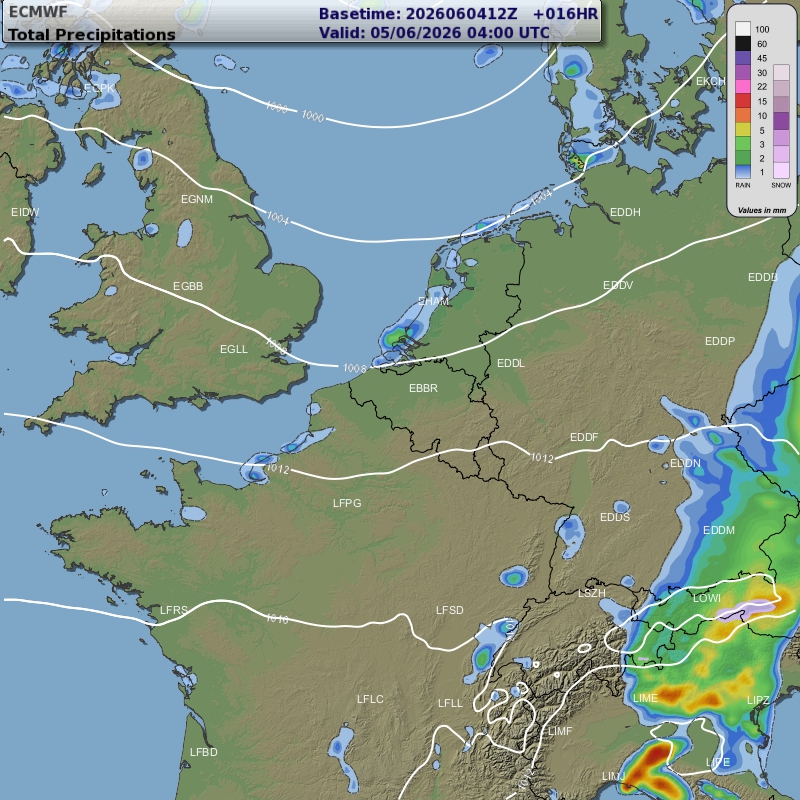 ECMWF
Basetime: 2026060412Z +016HR
Total Precipitations
Valid: 05/06/2026 04:00 UTC
100
60
45
30
22
15
10
5
3
2
1
RAIN
SNOW
Values in mm
EGPK
EKCH
1000
1000
EGNM
1004
1004
EIDW
EDDH
EGBB
EHAM
EDDV
EDDB
1008
EGLL
1008
EDDL
EDDP
EBBR
EDDF
1012
1012
EDDN
LFPG
EDDS
EDDM
LSZH
LOWI
LFRS
1016
LFSD
LFLC
LFLL
LIME
LIPZ
LIMF
LFBD
LIPE
LIMJ